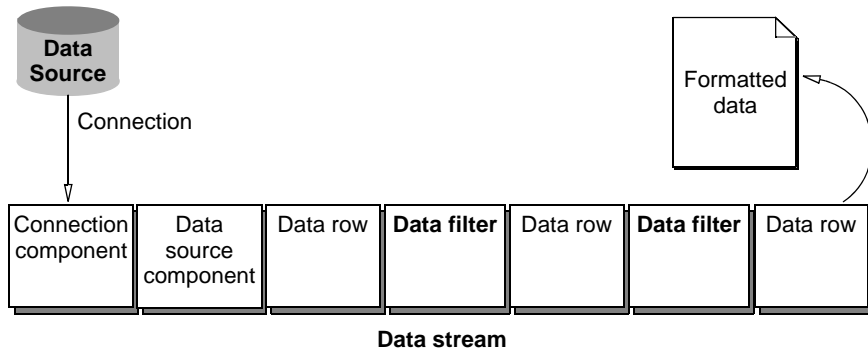 Data
Source
Connection
Formatted
data
Connection
component
Data
source
component
Data row
Data filter
Data row
Data filter
Data row
Data stream